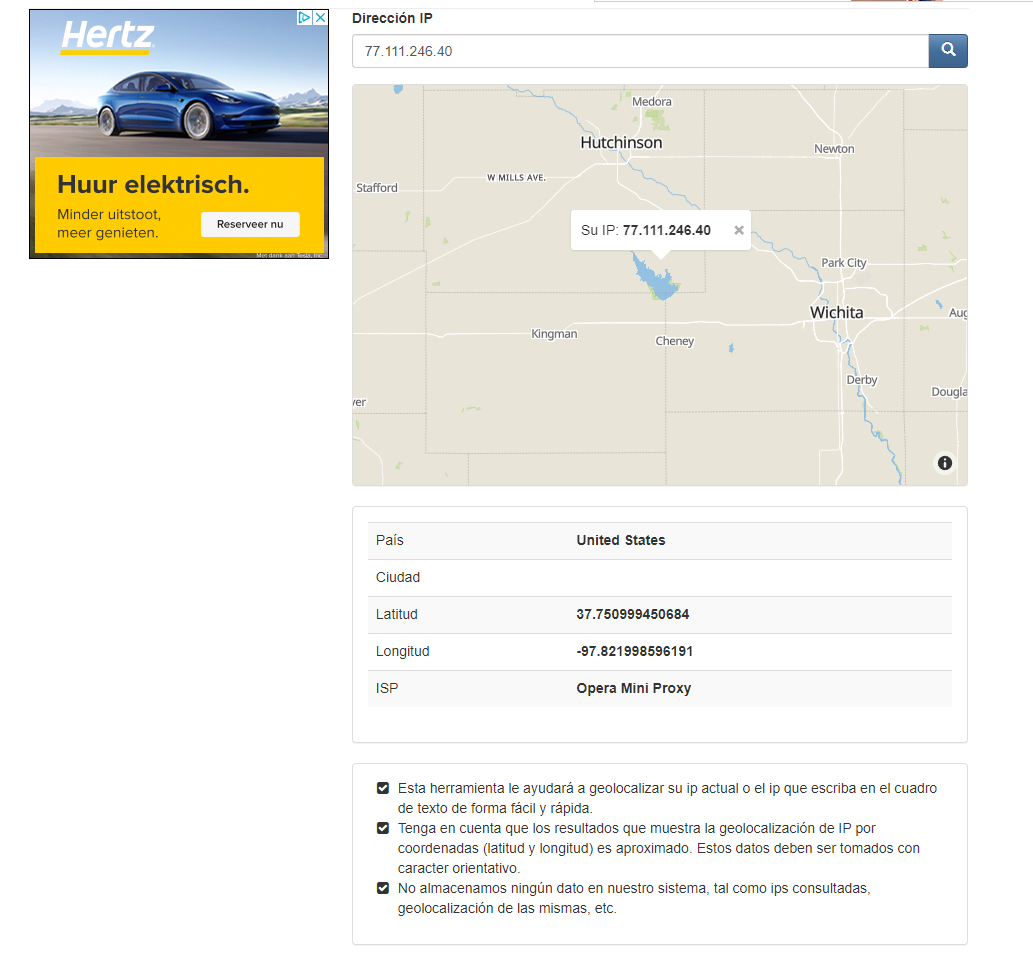 Hertz
Huur elektrisch.
Minder uitstoot,
meer genieten.
Reserveer nu
Met dank aan Tesla, Inc.
Dirección IP
77.111.246.40
Medora
Hutchinson
Newton
W MILLS AVE.
Stafford
Su IP: 77.111.246.40 ×
Park City
Wichita
Aug
Kingman
Cheney
Derby
Dougla
ver
País United States
Ciudad
Latitud 37.750999450684
Longitud -97.821998596191
ISP Opera Mini Proxy
Esta herramienta le ayudará a geolocalizar su ip actual o el ip que escriba en el cuadro
de texto de forma fácil y rápida.
Tenga en cuenta que los resultados que muestra la geolocalización de IP por
coordenadas (latitud y longitud) es aproximado. Estos datos deben ser tomados con
caracter orientativo.
No almacenamos ningún dato en nuestro sistema, tal como ips consultadas,
geolocalización de las mismas, etc.